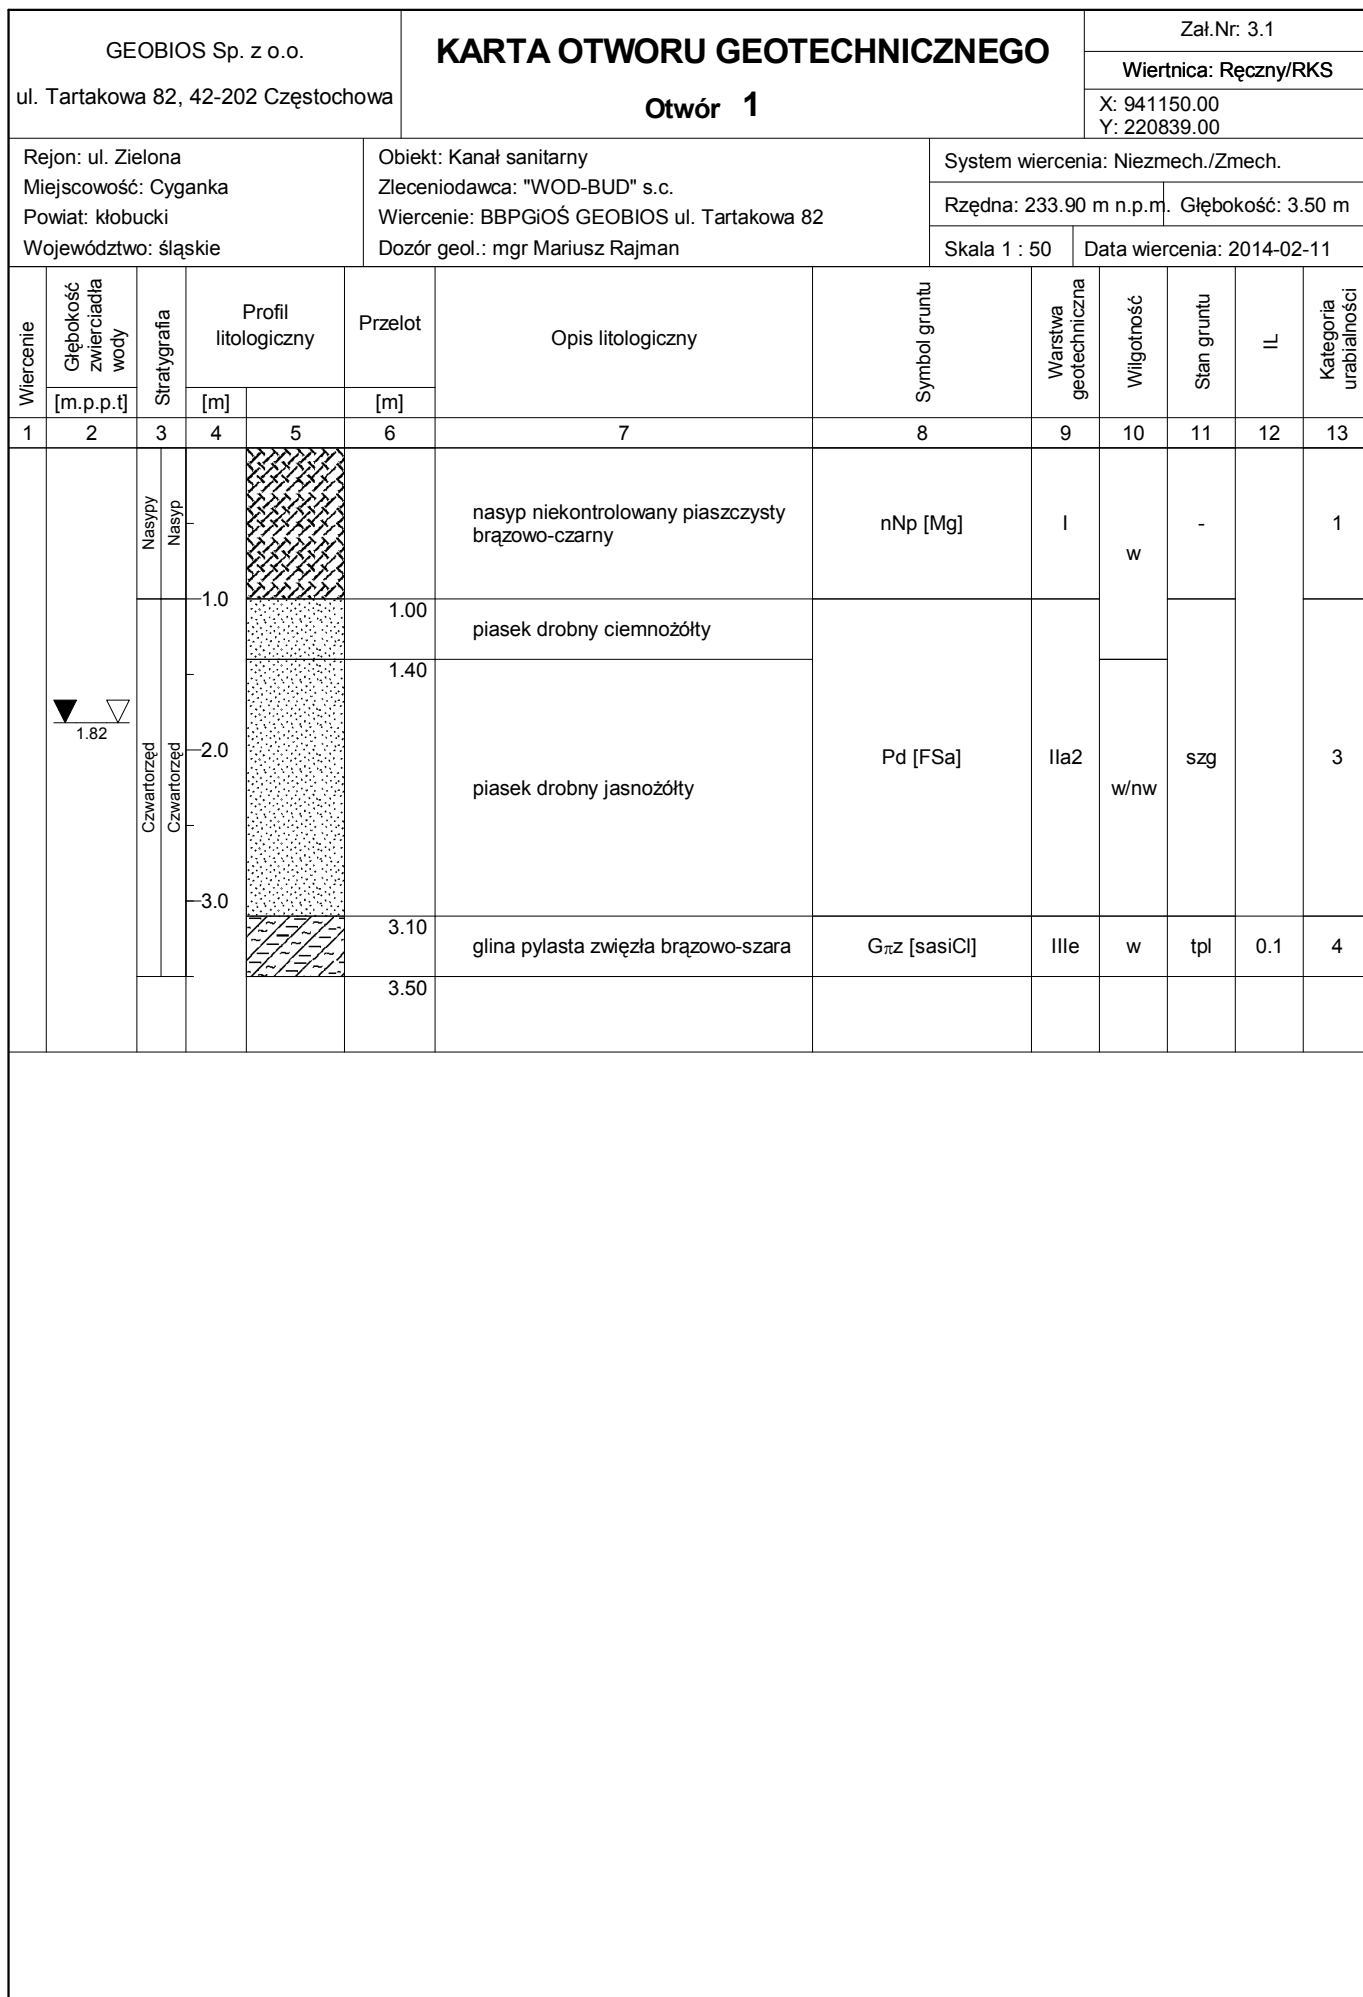 GEOBIOS Sp. z o.o.
ul. Tartakowa 82, 42-202 Częstochowa
KARTA OTWORU GEOTECHNICZNEGO
Otwór 1
Zał.Nr: 3.1
Wiertnica: Ręczny/RKS
X: 941150.00
Y: 220839.00
Rejon: ul. Zielona
Miejscowość: Cyganka
Powiat: kłobucki
Województwo: śląskie
Obiekt: Kanał sanitarny
Zleceniodawca: "WOD-BUD" s.c.
Wiercenie: BBPGiOŚ GEOBIOS ul. Tartakowa 82
Dozór geol.: mgr Mariusz Rajman
System wiercenia: Niezmech./Zmech.
Rzędna: 233.90 m n.p.m. Głębokość: 3.50 m
Skala 1 : 50 Data wiercenia: 2014-02-11
Wiercenie
Głębokość
zwierciadła
wody
[m.p.p.t]
Stratygrafia
Profil
litologiczny
[m]
Przelot
[m]
Opis litologiczny
Symbol gruntu
Warstwa
geotechniczna
Wilgotność
Stan gruntu
IL
Kategoria
urabialności
1 2 3 4 5 6 7 8 9 10 11 12 13
Nasypy
Nasyp
nasyp niekontrolowany piaszczysty
brązowo-czarny
nNp [Mg]
I
w
-
1
1.0
1.00
piasek drobny ciemnożółty
1.40
1.82
Czwartorzęd
Czwartorzęd
2.0
piasek drobny jasnożółty
Pd [FSa]
IIa2
w/nw
szg
3
3.0
3.10
glina pylasta zwięzła brązowo-szara
Gπz [sasiCl]
IIIe
w
tpl
0.1
4
3.50